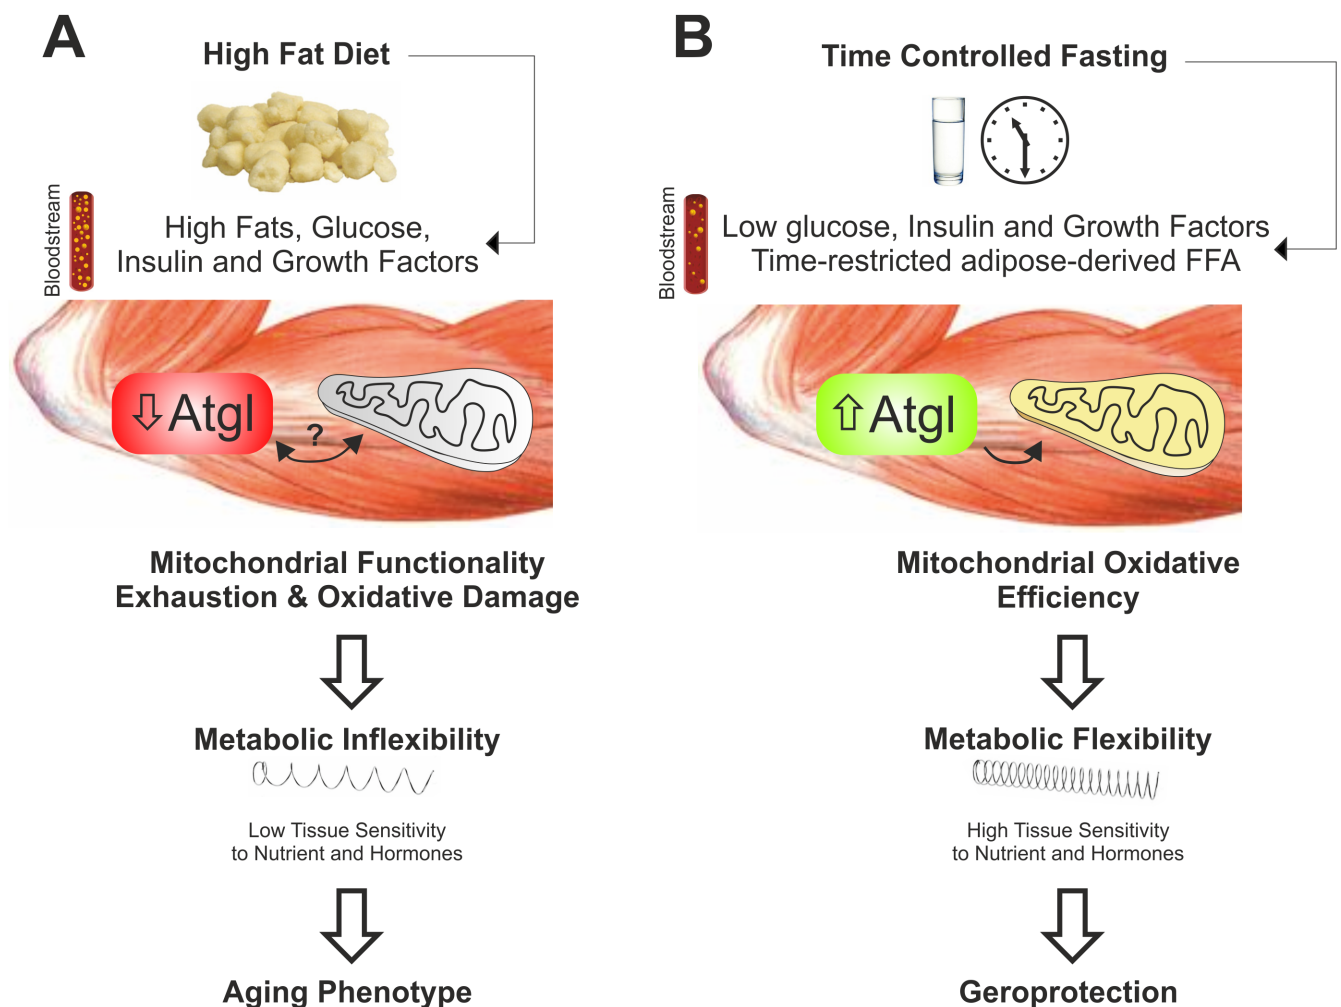 A
High Fat Diet
Bloodstream
High Fats, Glucose,
Insulin and Growth Factors
Atgl
?
Mitochondrial Functionality
Exhaustion & Oxidative Damage
Metabolic Inflexibility
Low Tissue Sensitivity
to Nutrient and Hormones
Aging Phenotype
B
Time Controlled Fasting
Bloodstream
Low glucose, Insulin and Growth Factors
Time-restricted adipose-derived FFA
Atgl
Mitochondrial Oxidative
Efficiency
Metabolic Flexibility
High Tissue Sensitivity
to Nutrient and Hormones
Geroprotection